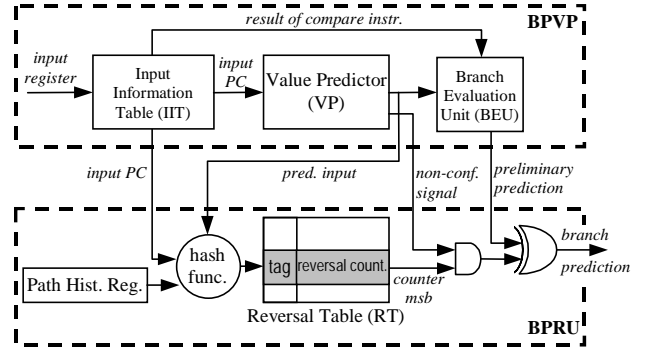 result of compare instr.
BPVP
input
register
Input
Information
Table (IIT)
input
PC
Value Predictor
(VP)
Branch
Evaluation
Unit (BEU)
input PC
pred. input
non-conf.
signal
preliminary
prediction
Path Hist. Reg.
hash
func.
tag
reversal count.
counter
msb
branch
prediction
Reversal Table (RT)
BPRU